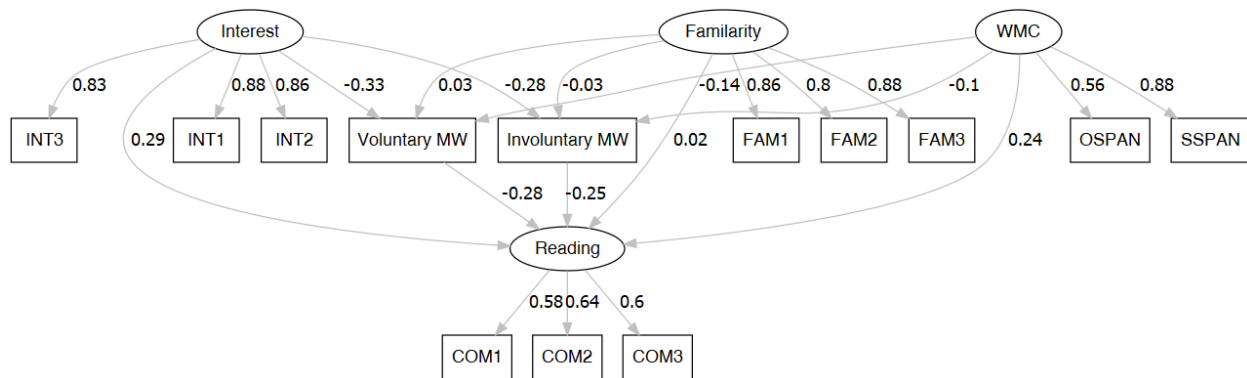 Interest Familarity WMC
0.83 0.88 0.86 -0.33 0.03 -0.28 -0.03 -0.14 0.86 0.8 0.88 -0.1 0.56 0.88
INT3 0.29 INT1 INT2 Voluntary MW Involuntary MW 0.02 FAM1 FAM2 FAM3 0.24 OSPAN SSPAN
-0.28 -0.25
Reading
0.58 0.64 0.6
COM1 COM2 COM3